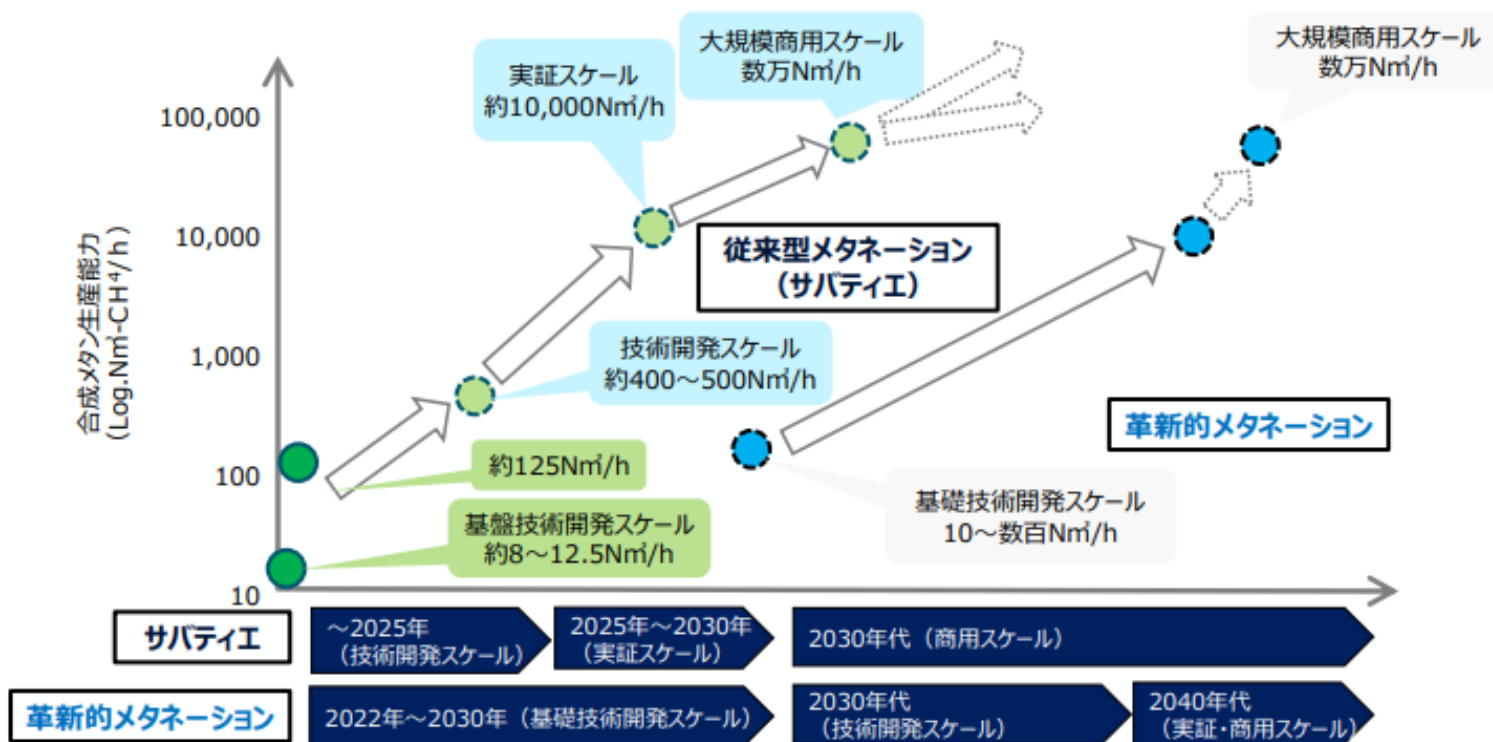 大規模商用スケール
数万N㎥/h
大規模商用スケール
数万N㎥/h
実証スケール
約10,000N㎥/h
100,000
10,000
1,000
100
10
合成メタン生産能力
(Log.N㎥-CH⁴/h)
従来型メタネーション
（サバティエ）
技術開発スケール
約400～500N㎥/h
革新的メタネーション
約125N㎥/h
基盤技術開発スケール
約8～12.5N㎥/h
基礎技術開発スケール
10～数百N㎥/h
サバティエ
～2025年
（技術開発スケール）
2025年～2030年
（実証スケール）
2030年代（商用スケール）
革新的メタネーション
2022年～2030年（基礎技術開発スケール）
2030年代
（技術開発スケール）
2040年代
（実証・商用スケール）